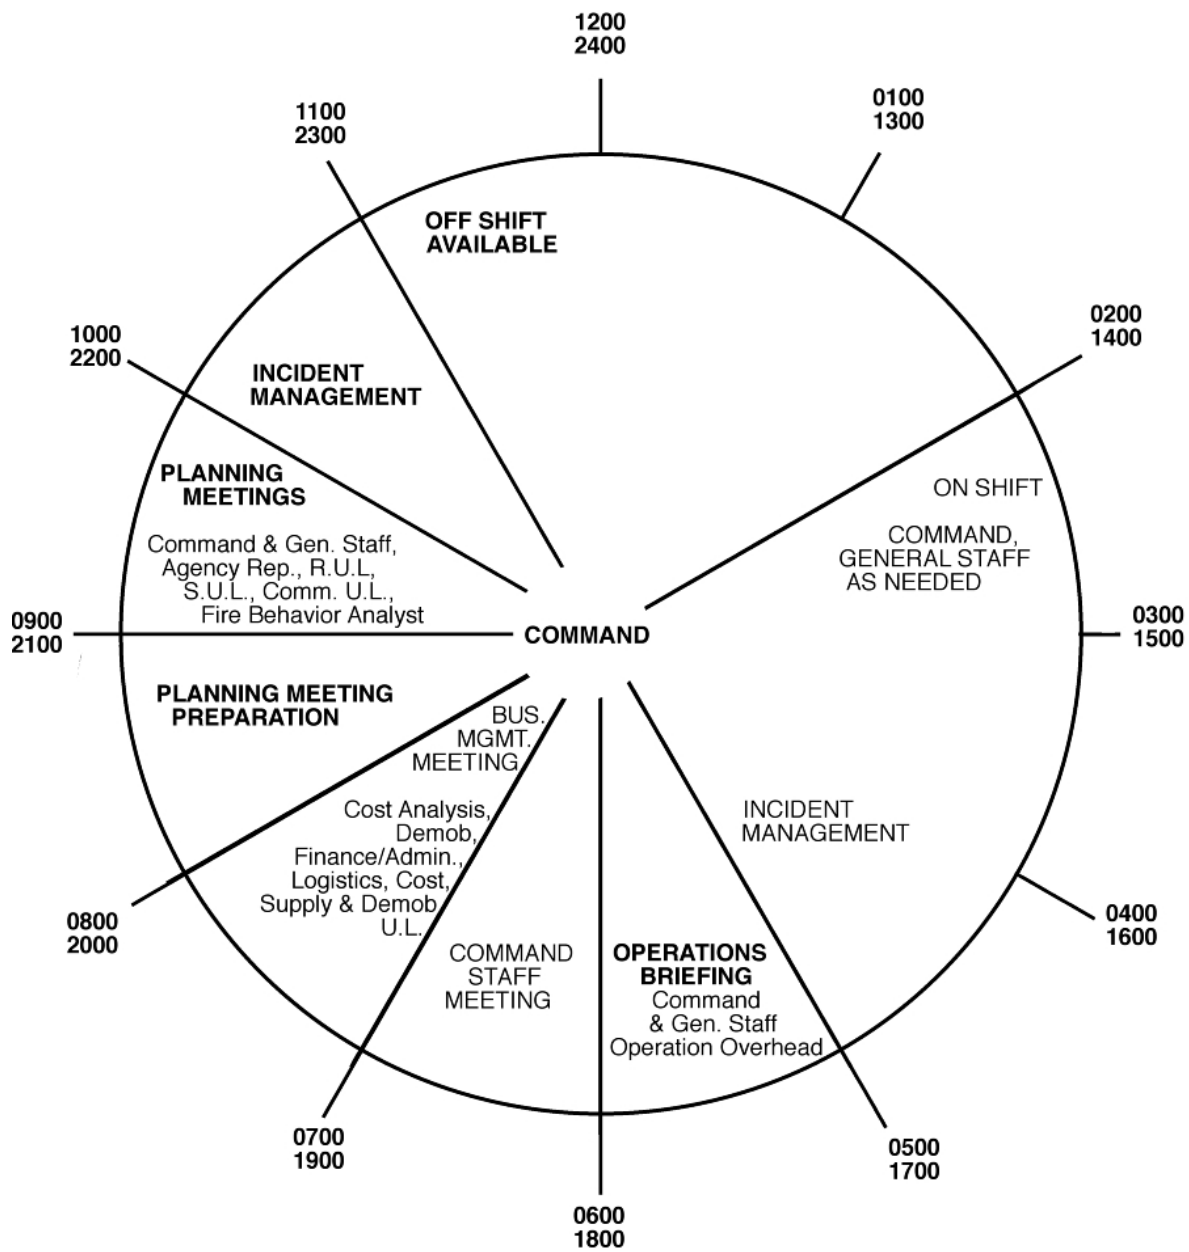 1200
2400
0100
1300
0200
1400
0300
1500
0400
1600
0500
1700
0600
1800
0700
1900
0800
2000
0900
2100
1000
2200
1100
2300
OFF SHIFT
AVAILABLE
ON SHIFT
COMMAND,
GENERAL STAFF
AS NEEDED
INCIDENT
MANAGEMENT
OPERATIONS
BRIEFING
Command
& Gen. Staff
Operation Overhead
COMMAND
STAFF
MEETING
BUS.
MGMT.
MEETING
Cost Analysis,
Demob,
Finance/Admin.,
Logistics, Cost,
Supply & Demob
U.L.
PLANNING MEETING
PREPARATION
PLANNING
MEETINGS
Command & Gen. Staff,
Agency Rep., R.U.L,
S.U.L., Comm. U.L.,
Fire Behavior Analyst
INCIDENT
MANAGEMENT
COMMAND